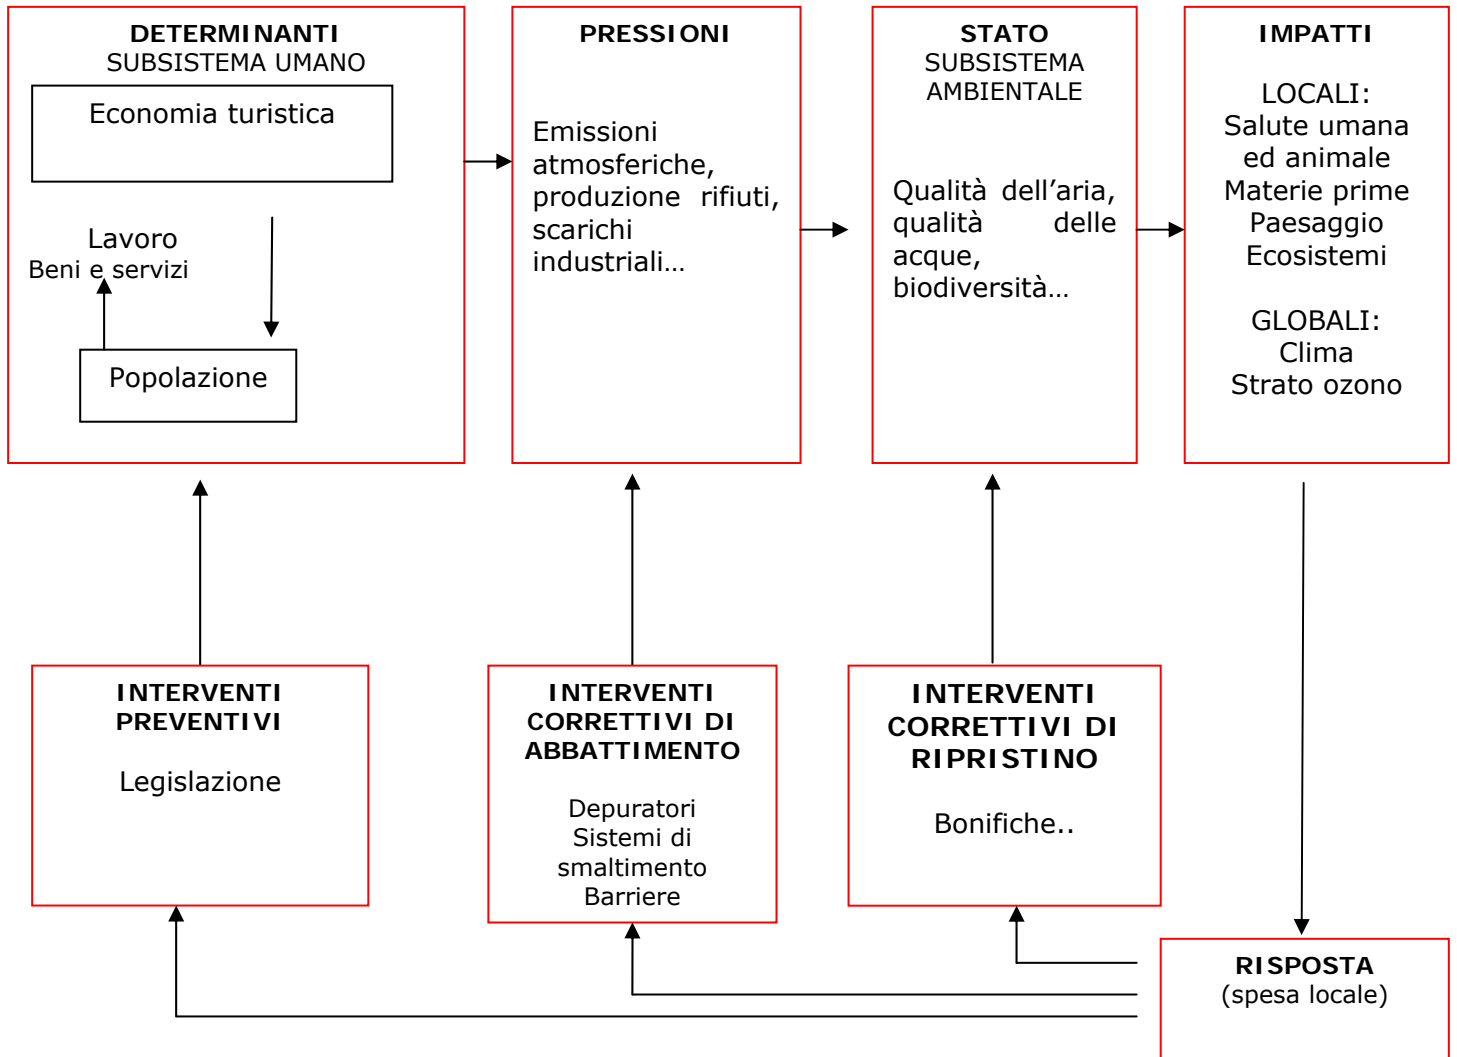 DETERMINANTI
SUBSISTEMA UMANO
Economia turistica
Lavoro
Beni e servizi
Popolazione
PRESSIONI
Emissioni
atmosferiche,
produzione rifiuti,
scarichi
industriali…
STATO
SUBSISTEMA
AMBIENTALE
Qualità dell’aria,
qualità delle
acque,
biodiversità…
IMPATTI
LOCALI:
Salute umana
ed animale
Materie prime
Paesaggio
Ecosistemi
GLOBALI:
Clima
Strato ozono
INTERVENTI
PREVENTIVI
Legislazione
INTERVENTI
CORRETTIVI DI
ABBATTIMENTO
Depuratori
Sistemi di
smaltimento
Barriere
INTERVENTI
CORRETTIVI DI
RIPRISTINO
Bonifiche..
RISPOSTA
(spesa locale)